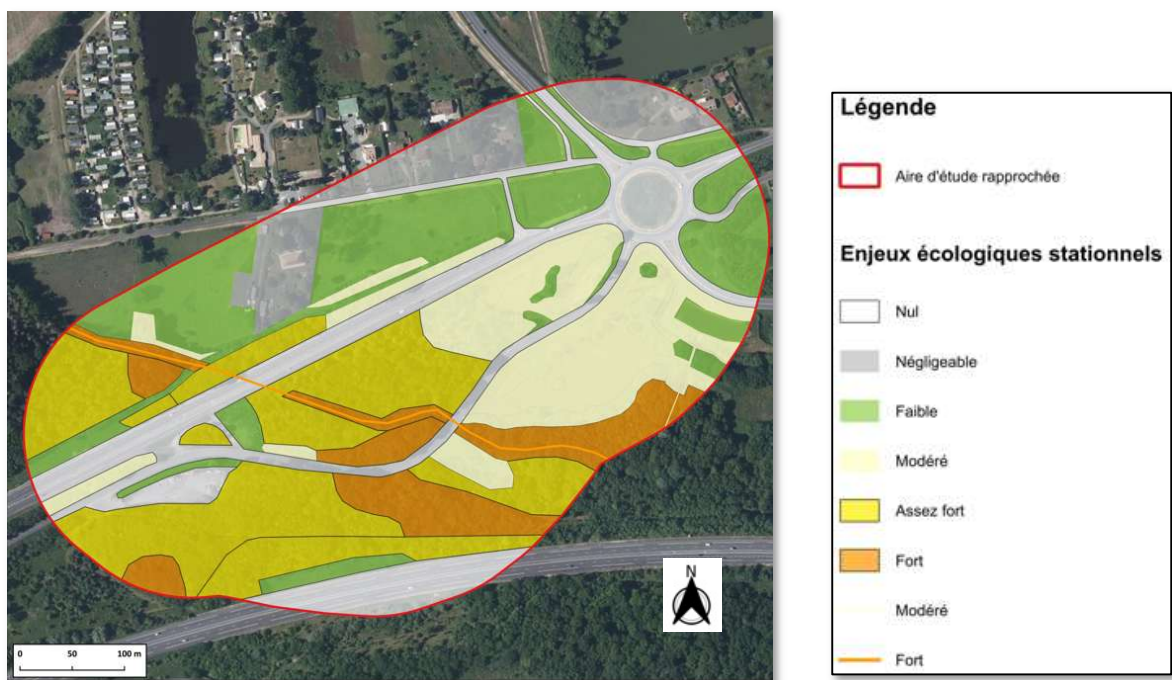 N
0 50 100 m
Légende
Aire d'étude rapprochée
Enjeux écologiques stationnels
Nul
Négligeable
Faible
Modéré
Assez fort
Fort
Modéré
Fort